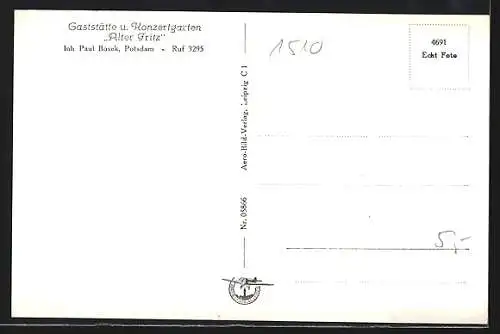 Gaststätte u. Konzertgarten
„Alter Fritz"
Inh. Paul Bosek, Potsdam - Ruf 3295
1510
4691
Echt Foto
Nr. 05866 Aero-Bild-Verlag, Leipzig C 1
5,-